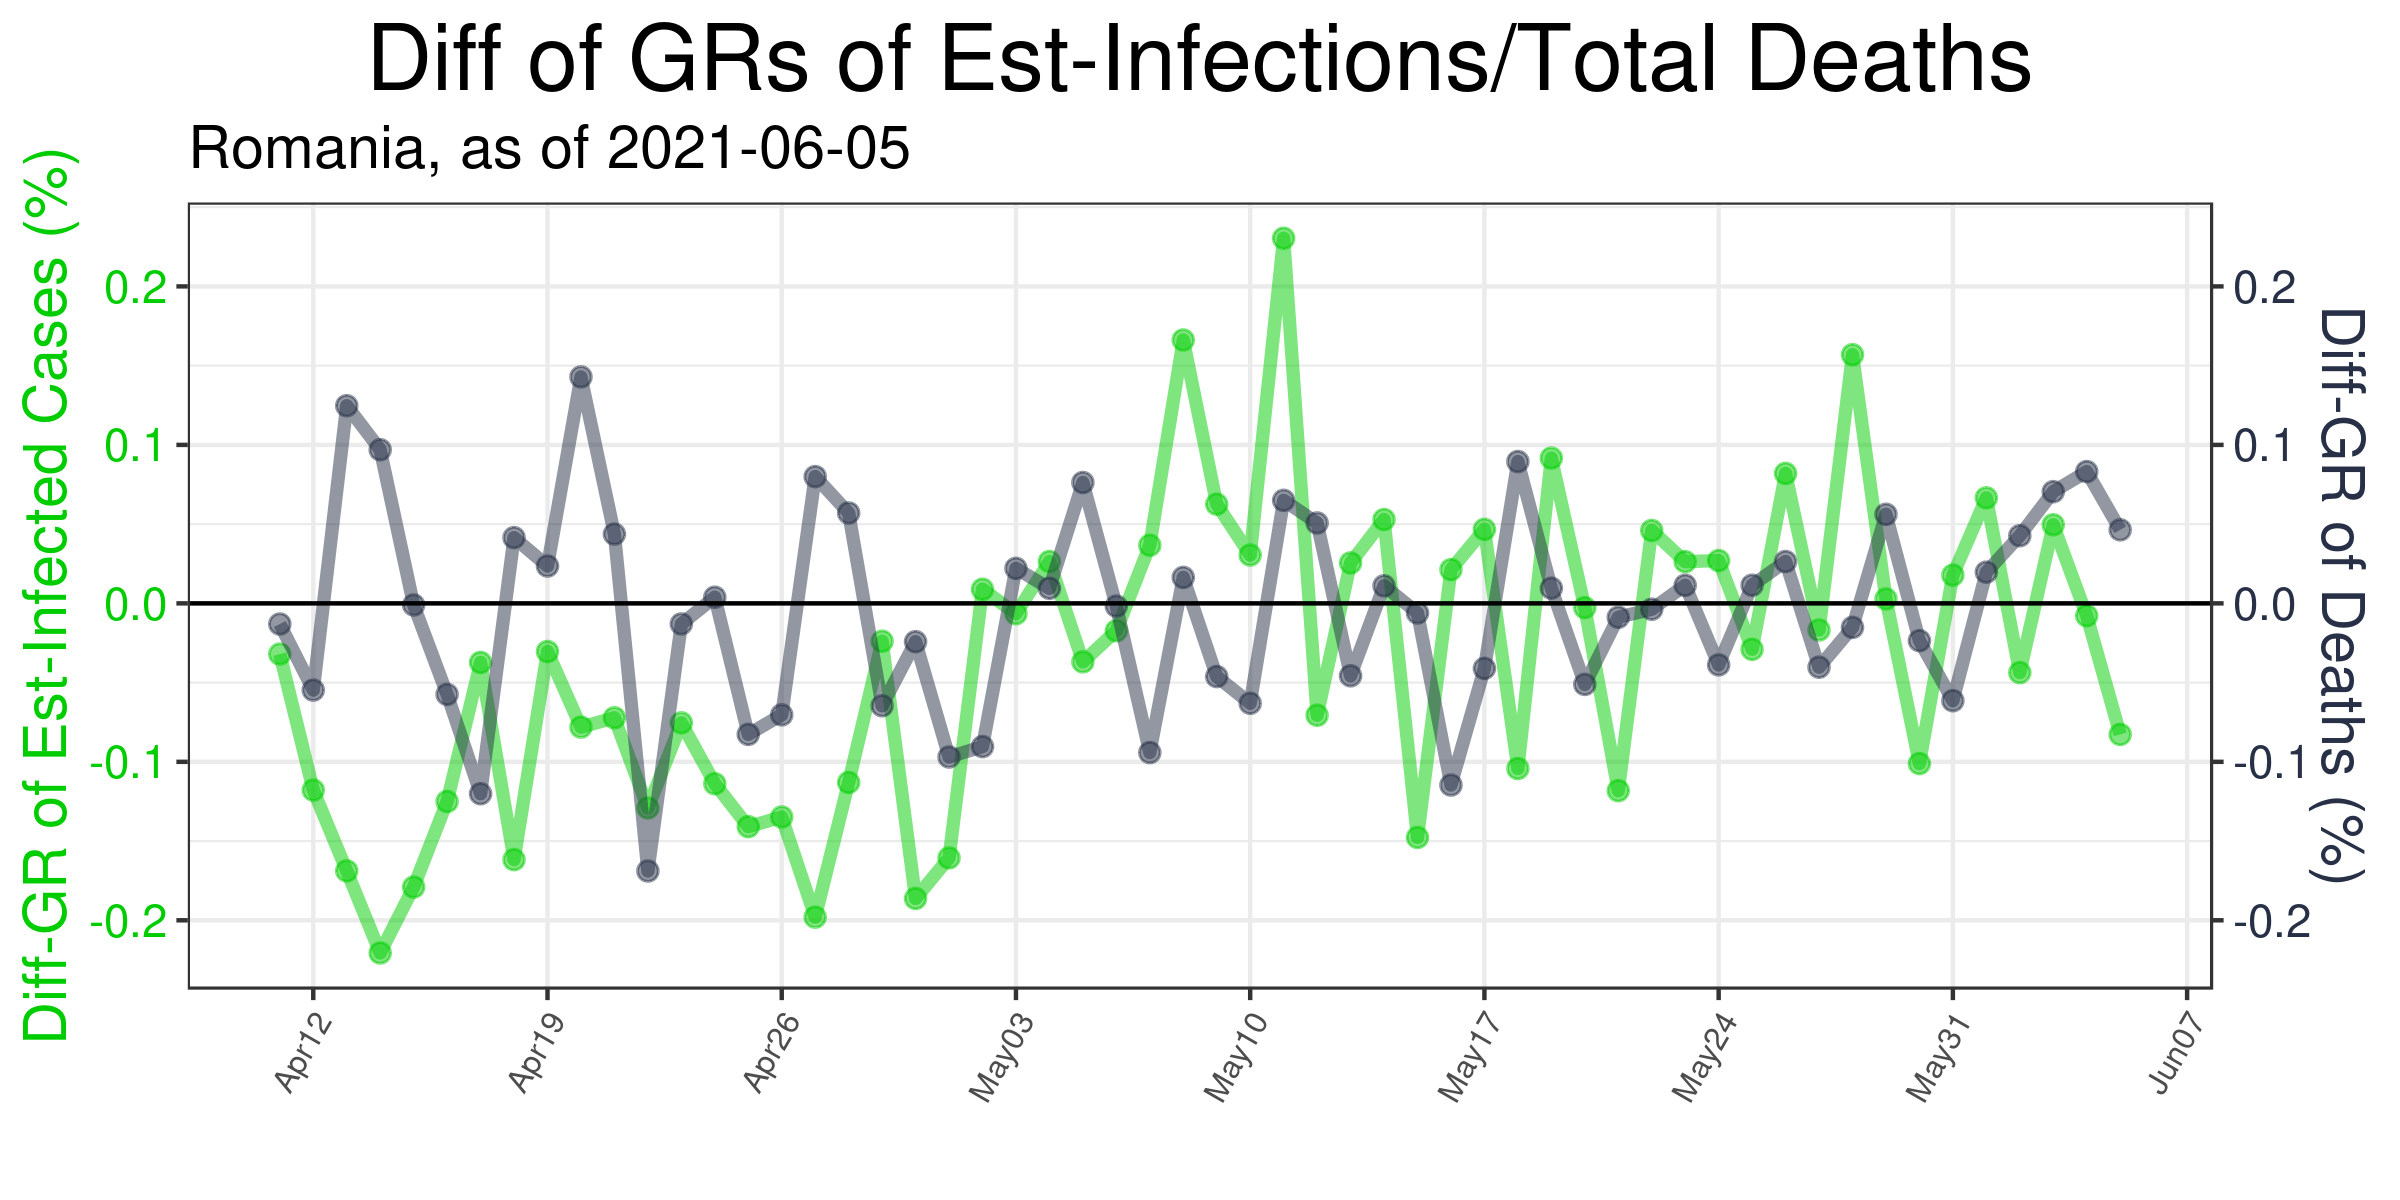 Diff of GRs of Est-Infections/Total Deaths
Romania, as of 2021-06-05
Diff-GR of Est-Infected Cases (%)
0.2
0.1
0.0
-0.1
-0.2
0.2
0.1
0.0
-0.1
-0.2
Diff-GR of Deaths (%)
Apr12
Apr19
Apr26
May03
May10
May17
May24
May31
Jun07